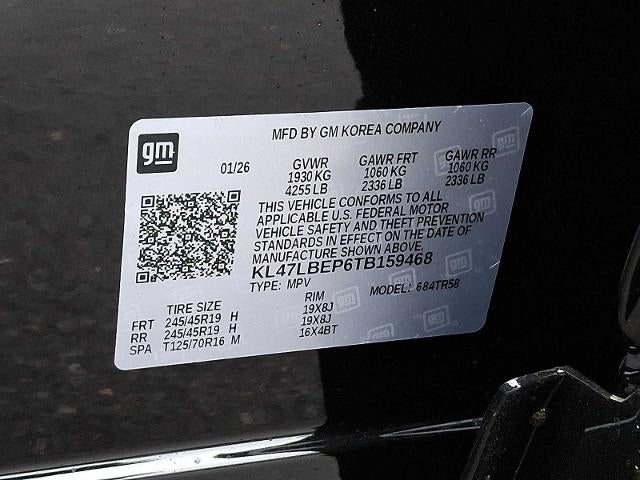 MFD BY GM KOREA COMPANY
gm
01/26 GVWR GAWR FRT GAWR RR
1930 KG 1060 KG 1060 KG
4255 LB 2336 LB 2336 LB
THIS VEHICLE CONFORMS TO ALL
APPLICABLE U.S. FEDERAL MOTOR
VEHICLE SAFETY AND THEFT PREVENTION
STANDARDS IN EFFECT ON THE DATE OF
MANUFACTURE SHOWN ABOVE.
KL47LBEP6TB159468
TYPE: MPV MODEL: 684TR58
TIRE SIZE RIM
FRT 245/45R19 H 19X8J
RR 245/45R19 H 19X8J
SPA T125/70R16 M 16X4BT